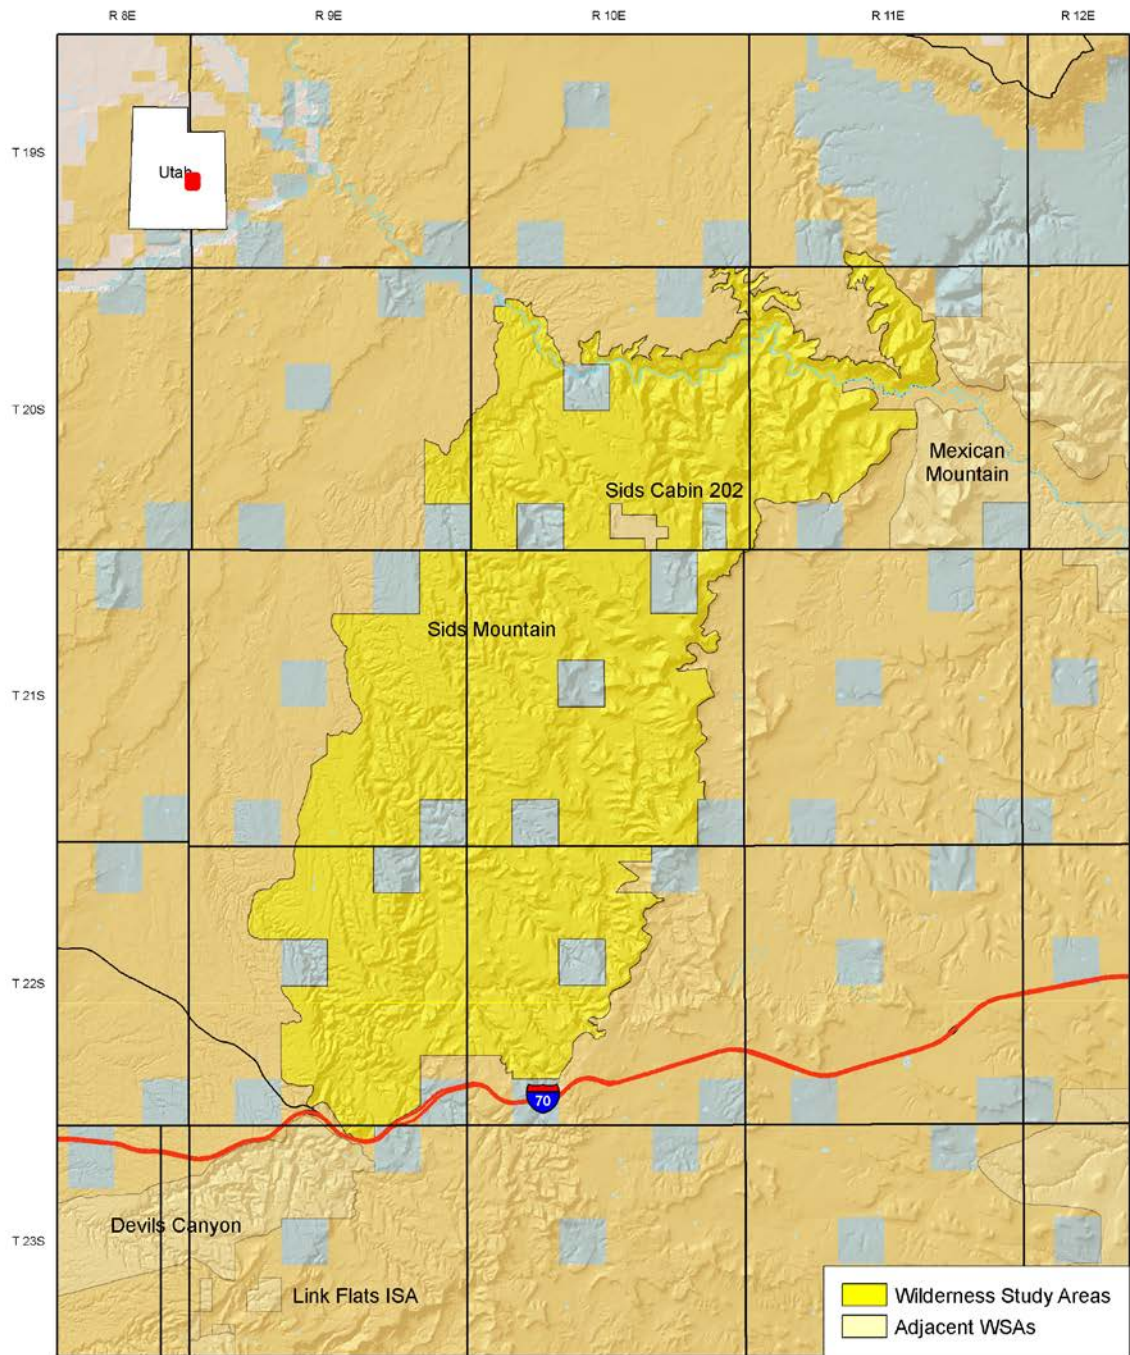 R 8E
R 9E
R 10E
R 11E
R 12E
T 19S
Utah
T 20S
Mexican
Mountain
Sids Cabin 202
Sids Mountain
T 21S
T 22S
70
Devils Canyon
T 23S
Link Flats ISA
Wilderness Study Areas
Adjacent WSAs